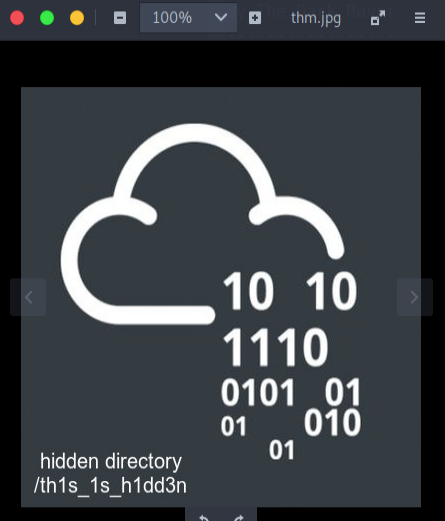 100%
thm.jpg
10 10
1110
0101 01
01 010
01
hidden directory
/th1s_1s_h1dd3n